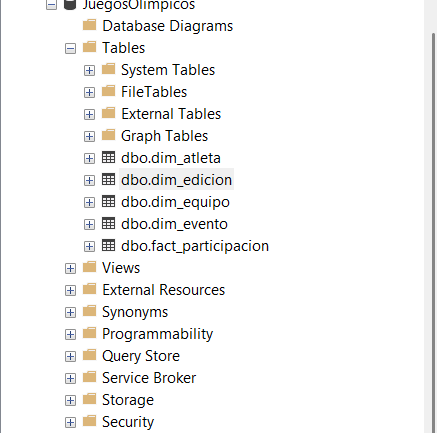 JuegosOlimpicos
Database Diagrams
Tables
System Tables
FileTables
External Tables
Graph Tables
dbo.dim_atleta
dbo.dim_edicion
dbo.dim_equipo
dbo.dim_evento
dbo.fact_participacion
Views
External Resources
Synonyms
Programmability
Query Store
Service Broker
Storage
Security